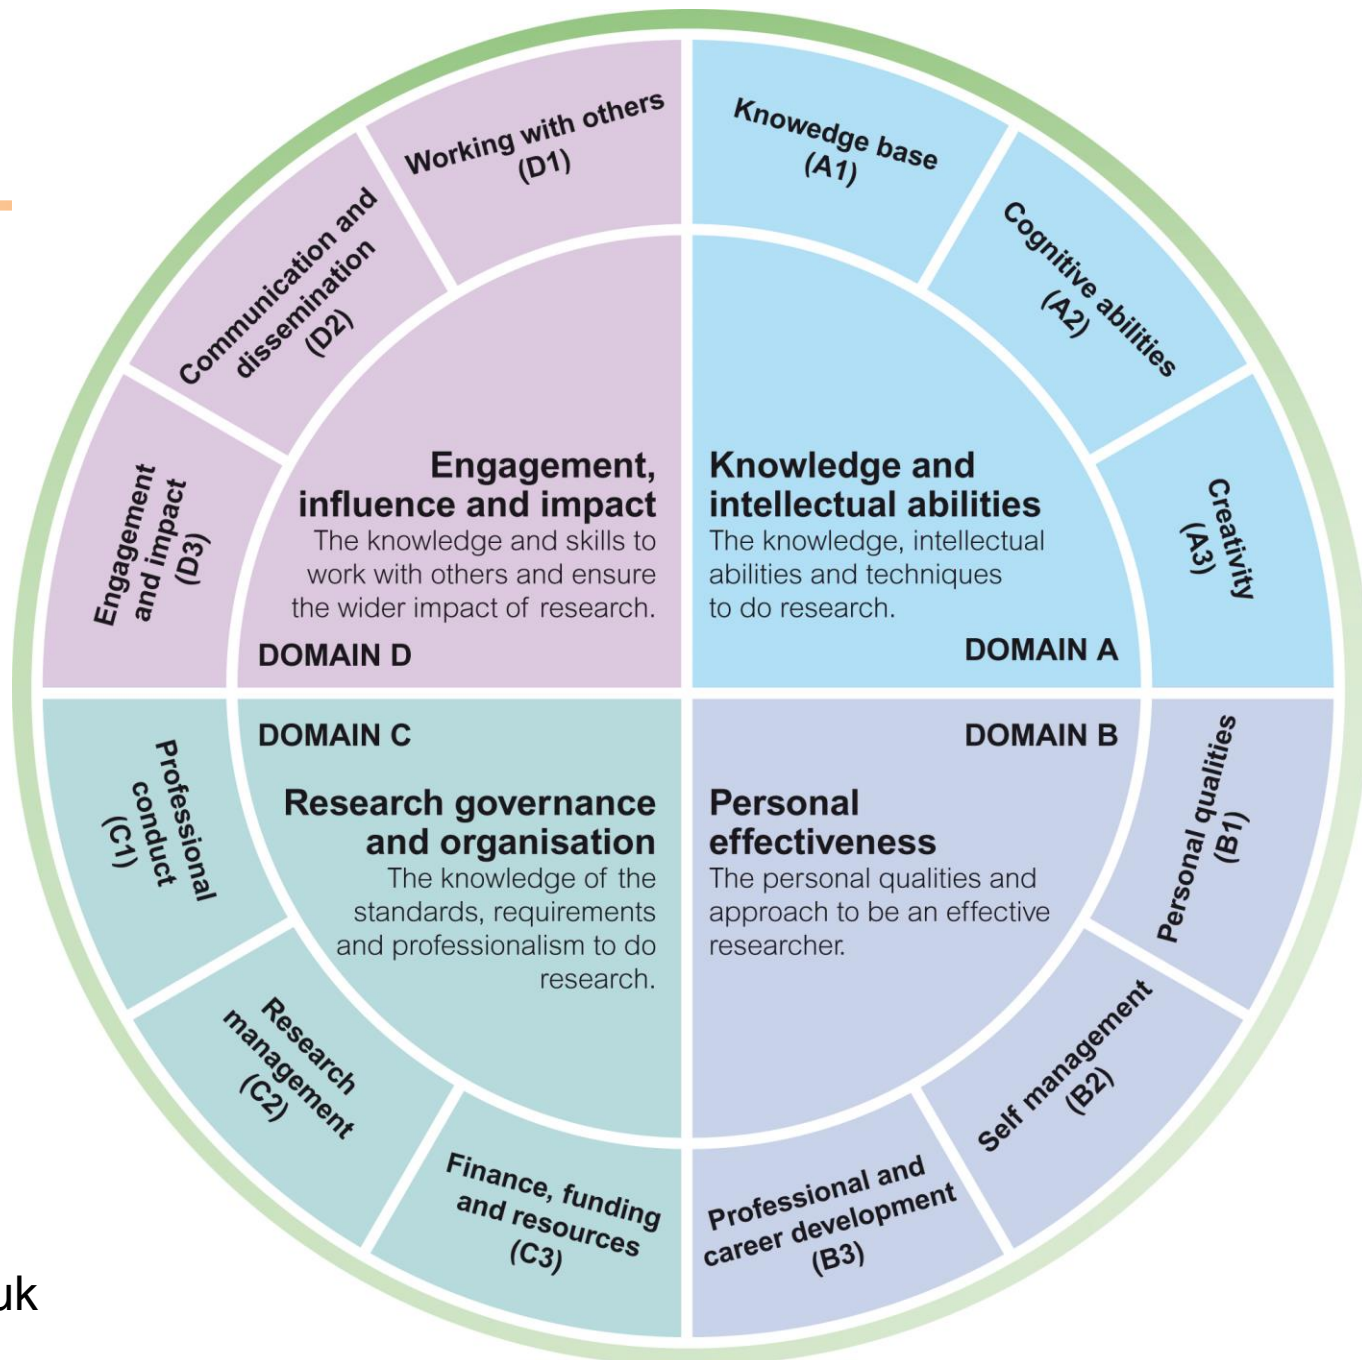 Knowedge base
(A1)
Cognitive abilities
(A2)
Creativity
(A3)
Knowledge and
intellectual abilities
The knowledge, intellectual
abilities and techniques
to do research.
DOMAIN A
DOMAIN B
Personal
effectiveness
The personal qualities and
approach to be an effective
researcher.
Personal qualities
(B1)
Self management
(B2)
Professional and
career development
(B3)
DOMAIN C
Research governance
and organisation
The knowledge of the
standards, requirements
and professionalism to do
research.
Professional
conduct
(C1)
Research
management
(C2)
Finance, funding
and resources
(C3)
Engagement,
influence and impact
The knowledge and skills to
work with others and ensure
the wider impact of research.
DOMAIN D
Working with others
(D1)
Communication and
dissemination
(D2)
Engagement
and impact
(D3)
uk